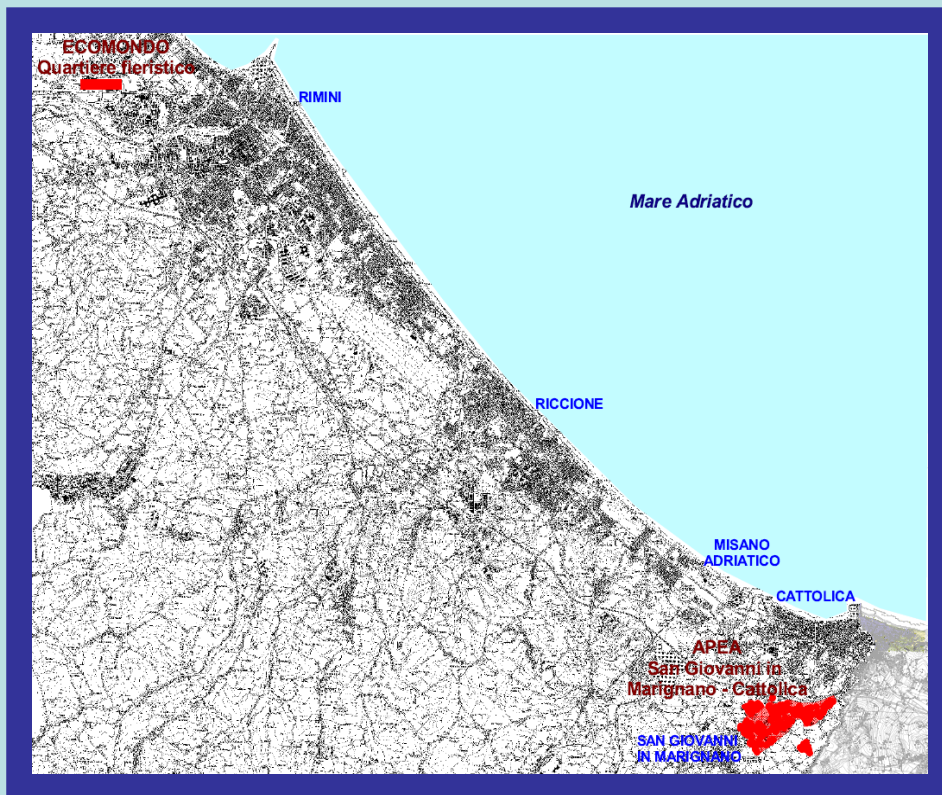 ECOMONDO
Quartiere fieristico
RIMINI
Mare Adriatico
RICCIONE
MISANO
ADRIATICO
CATTOLICA
APEA
San Giovanni in
Marignano - Cattolica
SAN GIOVANNI
IN MARIGNANO